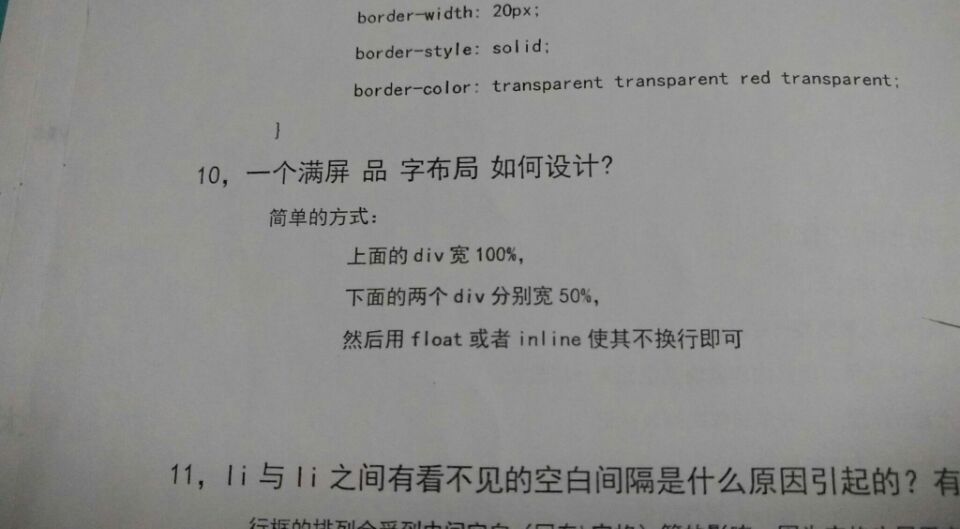 border-width: 20px;
border-style: solid;
border-color: transparent transparent red transparent;
}
10，一个满屏 品 字布局 如何设计?
简单的方式：
上面的 div 宽 100%，
下面的两个 div 分别宽 50%，
然后用 float 或者 inline 使其不换行即可
11，li 与 li 之间有看不见的空白间隔是什么原因引起的？有